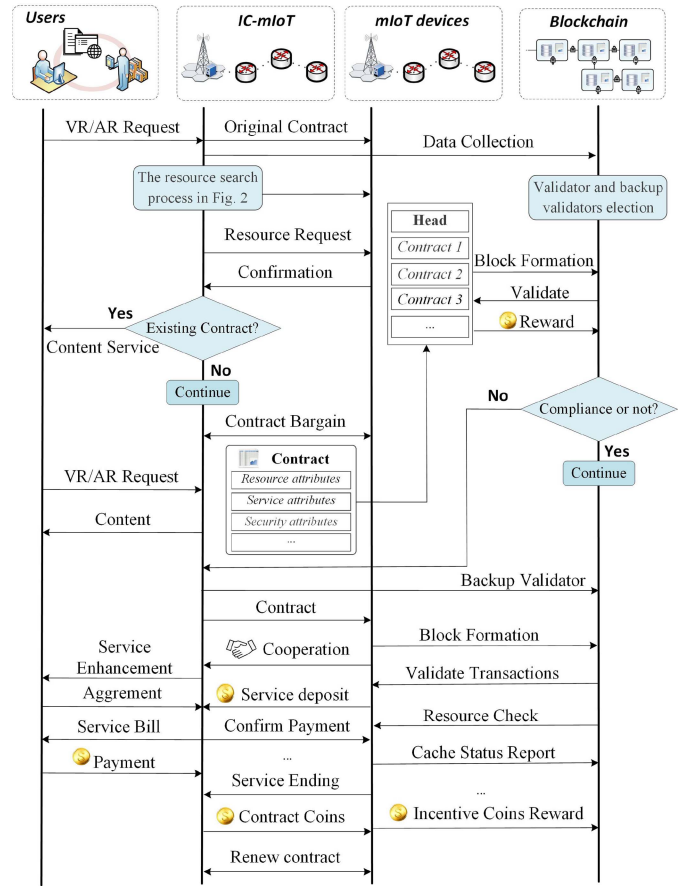 Users
IC-mIoT
mIoT devices
Blockchain
VR/AR Request
Original Contract
Data Collection
The resource search
process in Fig. 2
Validator and backup
validators election
Resource Request
Confirmation
Head
Contract 1
Contract 2
Contract 3
...
Block Formation
Validate
Reward
Yes
Existing Contract?
Content Service
No
Continue
No
Compliance or not?
Yes
Continue
Contract Bargain
Contract
Resource attributes
Service attributes
Security attributes
...
VR/AR Request
Content
Backup Validator
Contract
Block Formation
Cooperation
Service
Enhancement
Validate Transactions
Aggrement
Service deposit
Resource Check
Service Bill
Confirm Payment
...
Cache Status Report
Payment
Service Ending
...
Contract Coins
Incentive Coins Reward
Renew contract